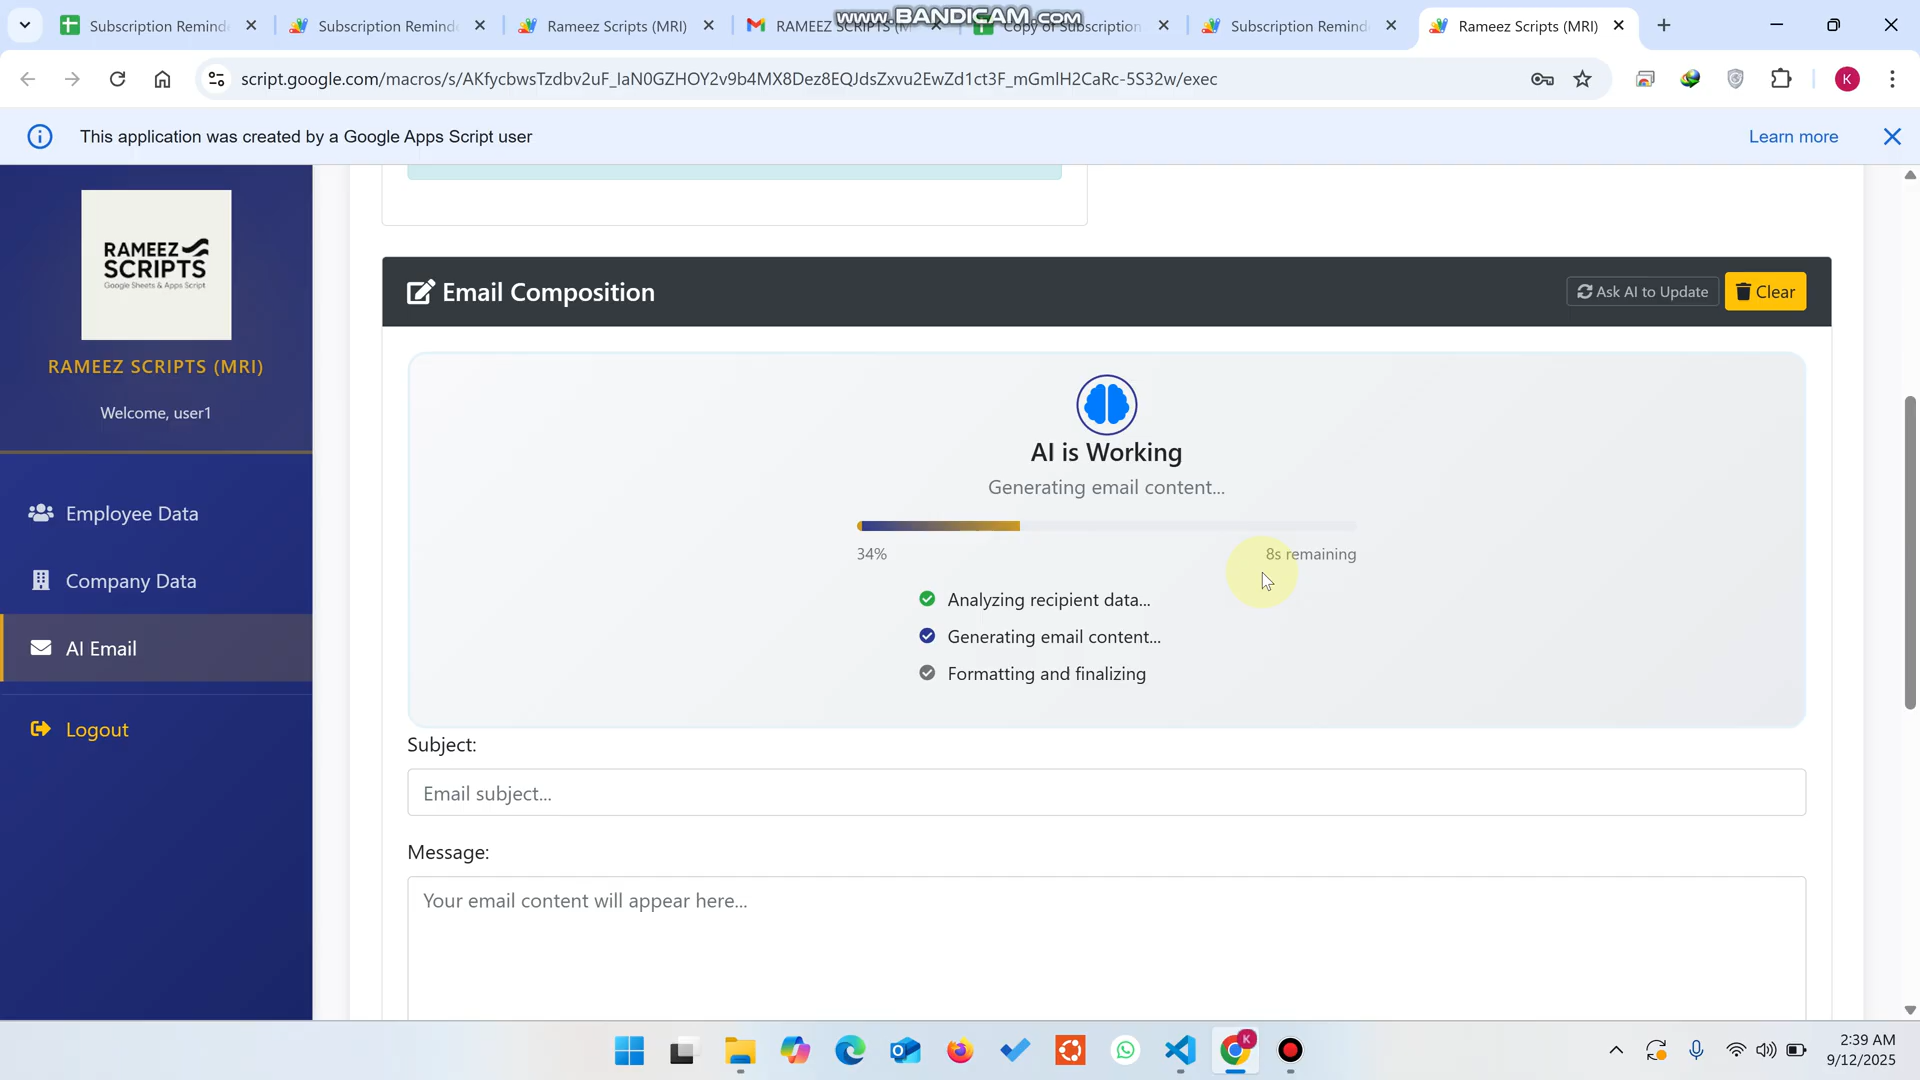 Subscription Reminde
Subscription Reminde
Rameez Scripts (MRI)
RAMEEZ SCRIPTS (M
Copy of Subscription
Subscription Reminde
Rameez Scripts (MRI)
www.BANDICAM.com
script.google.com/macros/s/AKfycbwsTzdbv2uF_IaN0GZHOY2v9b4MX8Dez8EQJdsZxvu2EwZd1ct3F_mGmlH2CaRc-5S32w/exec
K
This application was created by a Google Apps Script user
Learn more
RAMEEZ
SCRIPTS
Google Sheets & Apps Script
RAMEEZ SCRIPTS (MRI)
Welcome, user1
Employee Data
Company Data
AI Email
Logout
Email Composition
Ask AI to Update
Clear
AI is Working
Generating email content...
34%
8s remaining
Analyzing recipient data...
Generating email content...
Formatting and finalizing
Subject:
Email subject...
Message:
Your email content will appear here...
K
2:39 AM
9/12/2025